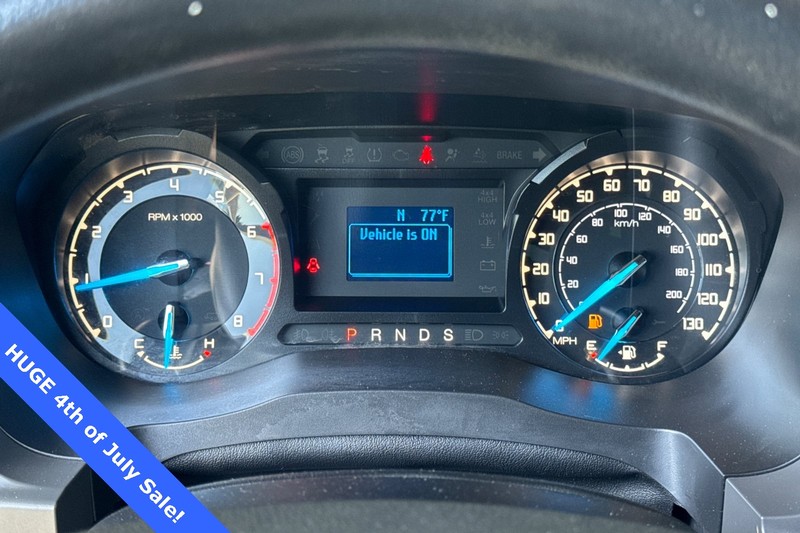 ABS
BRAKE
4x4
HIGH
4x4
LOW
N 77°F
Vehicle is ON
RPM x 1000
0
1
2
3
4
5
6
7
8
C
H
P R N D S
0
10
20
30
40
50
60
70
80
90
100
110
120
130
MPH
20
40
60
80
100
120
140
160
180
200
km/h
E
F
HUGE 4th of July Sale!